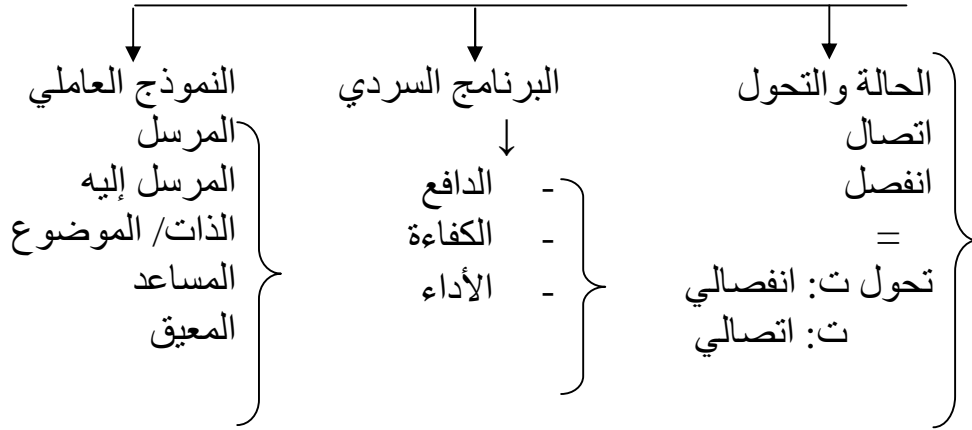 الحالة والتحول
اتصال
انفصل
=
تحول ت: انفصالي
ت: اتصالي
البرنامج السردي
↓
- الدافع
- الكفاءة
- الأداء
النموذج العاملي
المرسل
المرسل إليه
الذات/ الموضوع
المساعد
المعيق